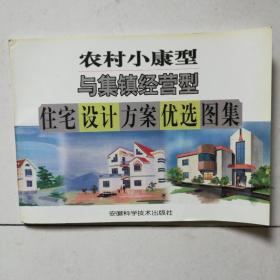 农村小康型
与集镇经营型
住宅设计方案优选图集
安徽科学技术出版社